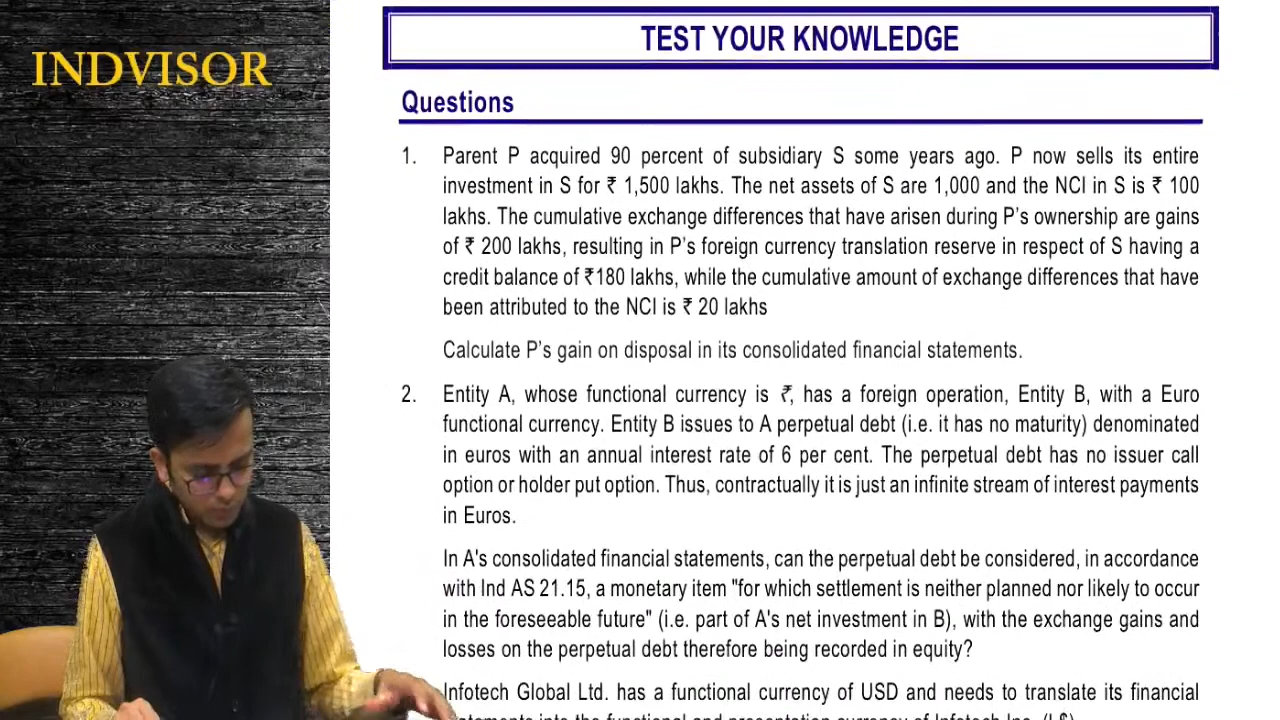 INDVISOR
TEST YOUR KNOWLEDGE
Questions
1. Parent P acquired 90 percent of subsidiary S some years ago. P now sells its entire
investment in S for ₹ 1,500 lakhs. The net assets of S are 1,000 and the NCI in S is ₹ 100
lakhs. The cumulative exchange differences that have arisen during P's ownership are gains
of ₹ 200 lakhs, resulting in P's foreign currency translation reserve in respect of S having a
credit balance of ₹180 lakhs, while the cumulative amount of exchange differences that have
been attributed to the NCI is ₹ 20 lakhs
Calculate P's gain on disposal in its consolidated financial statements.
2. Entity A, whose functional currency is ₹, has a foreign operation, Entity B, with a Euro
functional currency. Entity B issues to A perpetual debt (i.e. it has no maturity) denominated
in euros with an annual interest rate of 6 per cent. The perpetual debt has no issuer call
option or holder put option. Thus, contractually it is just an infinite stream of interest payments
in Euros.
In A's consolidated financial statements, can the perpetual debt be considered, in accordance
with Ind AS 21.15, a monetary item "for which settlement is neither planned nor likely to occur
in the foreseeable future" (i.e. part of A's net investment in B), with the exchange gains and
losses on the perpetual debt therefore being recorded in equity?
Infotech Global Ltd. has a functional currency of USD and needs to translate its financial
into the functional and presentation currency of Infotech Inc.